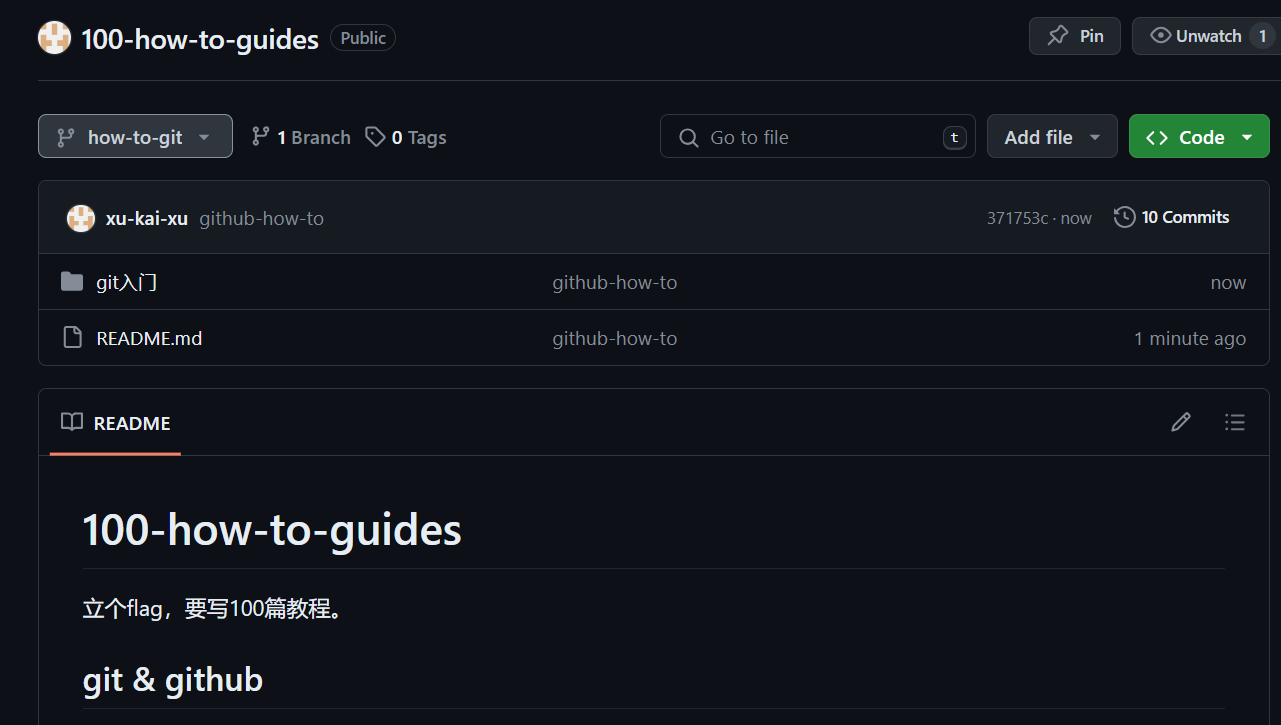 100-how-to-guides Public Pin Unwatch 1
how-to-git 1 Branch 0 Tags Go to file t Add file Code
xu-kai-xu github-how-to 371753c · now 10 Commits
git入门 github-how-to now
README.md github-how-to 1 minute ago
README
100-how-to-guides
立个flag，要写100篇教程。
git & github